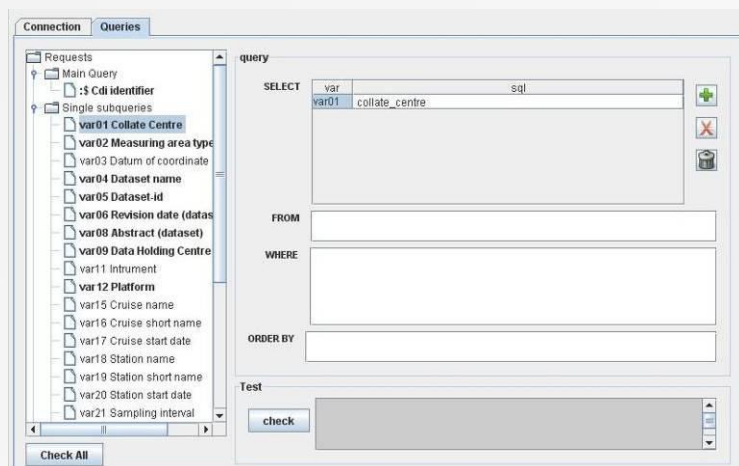 Connection Queries
Requests
Main Query
:$ Cdi identifier
Single subqueries
var01 Collate Centre
var02 Measuring area type
var03 Datum of coordinate
var04 Dataset name
var05 Dataset-id
var06 Revision date (datas
var08 Abstract (dataset)
var09 Data Holding Centre
var11 Intrument
var12 Platform
var15 Cruise name
var16 Cruise short name
var17 Cruise start date
var18 Station name
var19 Station short name
var20 Station start date
var21 Sampling interval
Check All
query
SELECT
var sql
var01 collate_centre
FROM
WHERE
ORDER BY
Test
check